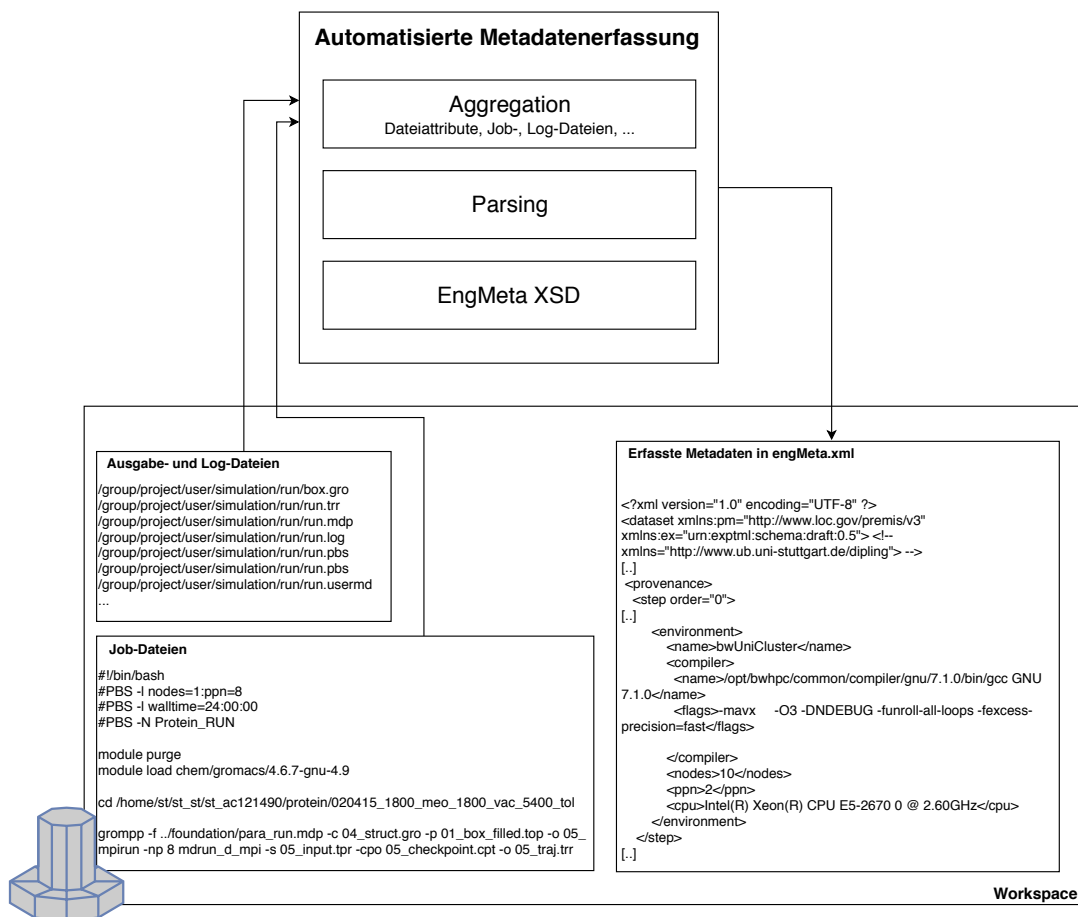 Automatisierte Metadatenerfassung
Aggregation
Dateiattribute, Job-, Log-Dateien, ...
Parsing
EngMeta XSD
Ausgabe- und Log-Dateien
/group/project/user/simulation/run/box.gro
/group/project/user/simulation/run/run.trr
/group/project/user/simulation/run/run.mdp
/group/project/user/simulation/run/run.log
/group/project/user/simulation/run/run.pbs
/group/project/user/simulation/run/run.pbs
/group/project/user/simulation/run/run.usermd
...
Job-Dateien
#!/bin/bash
#PBS -l nodes=1:ppn=8
#PBS -l walltime=24:00:00
#PBS -N Protein_RUN
module purge
module load chem/gromacs/4.6.7-gnu-4.9
cd /home/st/st_st/st_ac121490/protein/020415_1800_meo_1800_vac_5400_tol
grompp -f ../foundation/para_run.mdp -c 04_struct.gro -p 01_box_filled.top -o 05_
mpirun -np 8 mdrun_d_mpi -s 05_input.tpr -cpo 05_checkpoint.cpt -o 05_traj.trr
Erfasste Metadaten in engMeta.xml
<?xml version="1.0" encoding="UTF-8" ?>
<dataset xmlns:pm="http://www.loc.gov/premis/v3"
xmlns:ex="urn:exptml:schema:draft:0.5"> <!--
xmlns="http://www.ub.uni-stuttgart.de/dipling"> -->
[..]
<provenance>
<step order="0">
[..]
<environment>
<name>bwUniCluster</name>
<compiler>
<name>/opt/bwhpc/common/compiler/gnu/7.1.0/bin/gcc GNU
7.1.0</name>
<flags>-mavx -O3 -DNDEBUG -funroll-all-loops -fexcess-
precision=fast</flags>
</compiler>
<nodes>10</nodes>
<ppn>2</ppn>
<cpu>Intel(R) Xeon(R) CPU E5-2670 0 @ 2.60GHz</cpu>
</environment>
</step>
[..]
Workspace